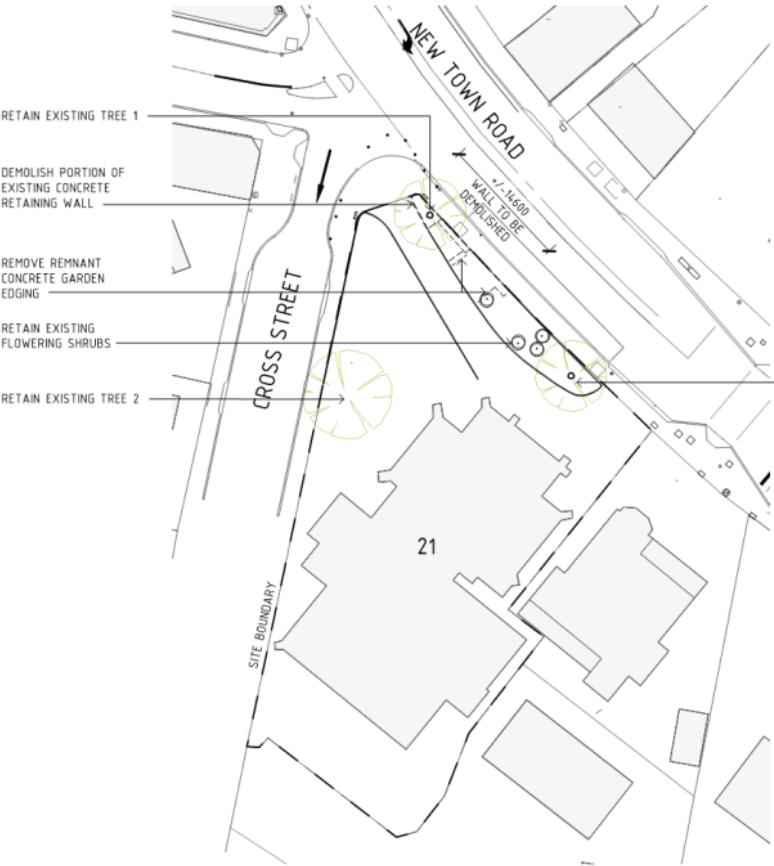 NEW TOWN ROAD
RETAIN EXISTING TREE 1
DEMOLISH PORTION OF
EXISTING CONCRETE
RETAINING WALL
+/-14600
WALL TO BE
DEMOLISHED
REMOVE REMNANT
CONCRETE GARDEN
EDGING
CROSS STREET
RETAIN EXISTING
FLOWERING SHRUBS
RETAIN EXISTING TREE 2
21
SITE BOUNDARY